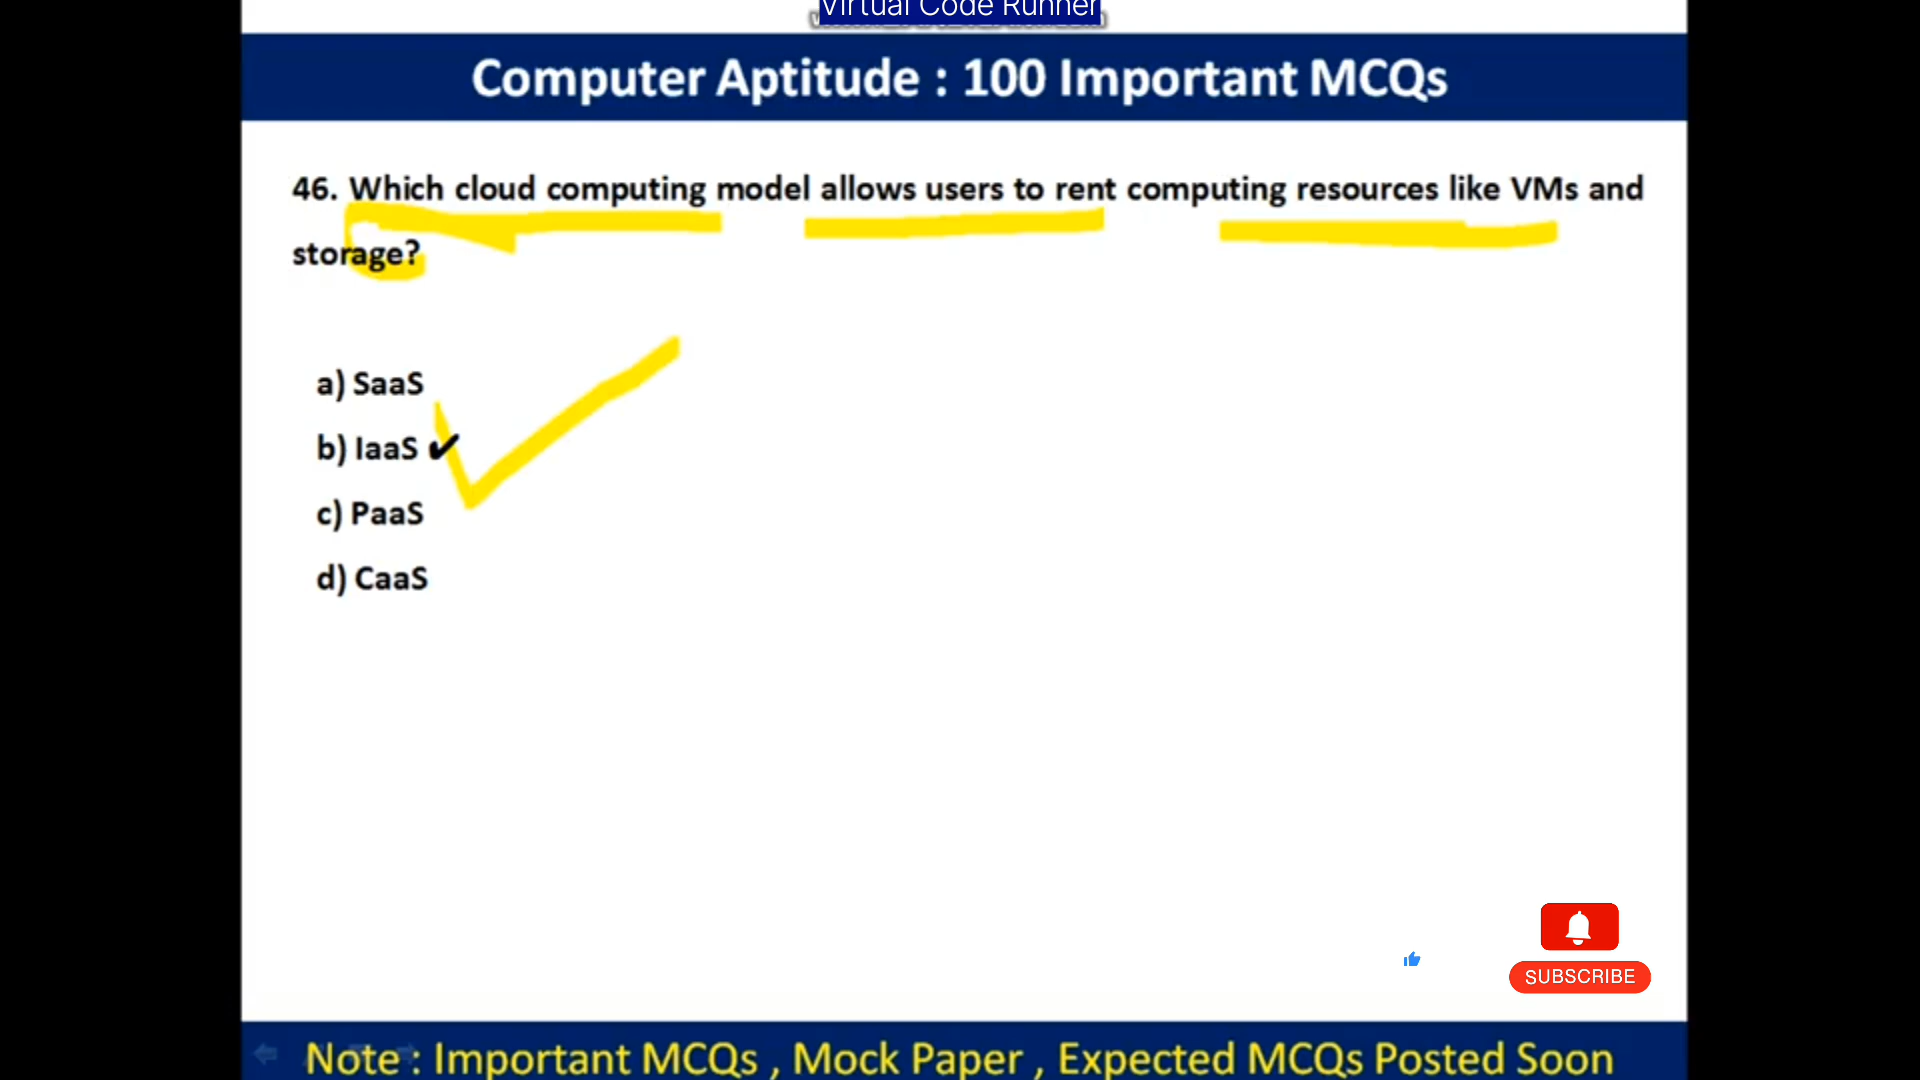 Virtual Code Runner
Computer Aptitude : 100 Important MCQs
46. Which cloud computing model allows users to rent computing resources like VMs and
storage?
a) SaaS
b) IaaS ✔
c) PaaS
d) CaaS
SUBSCRIBE
Note : Important MCQs , Mock Paper , Expected MCQs Posted Soon